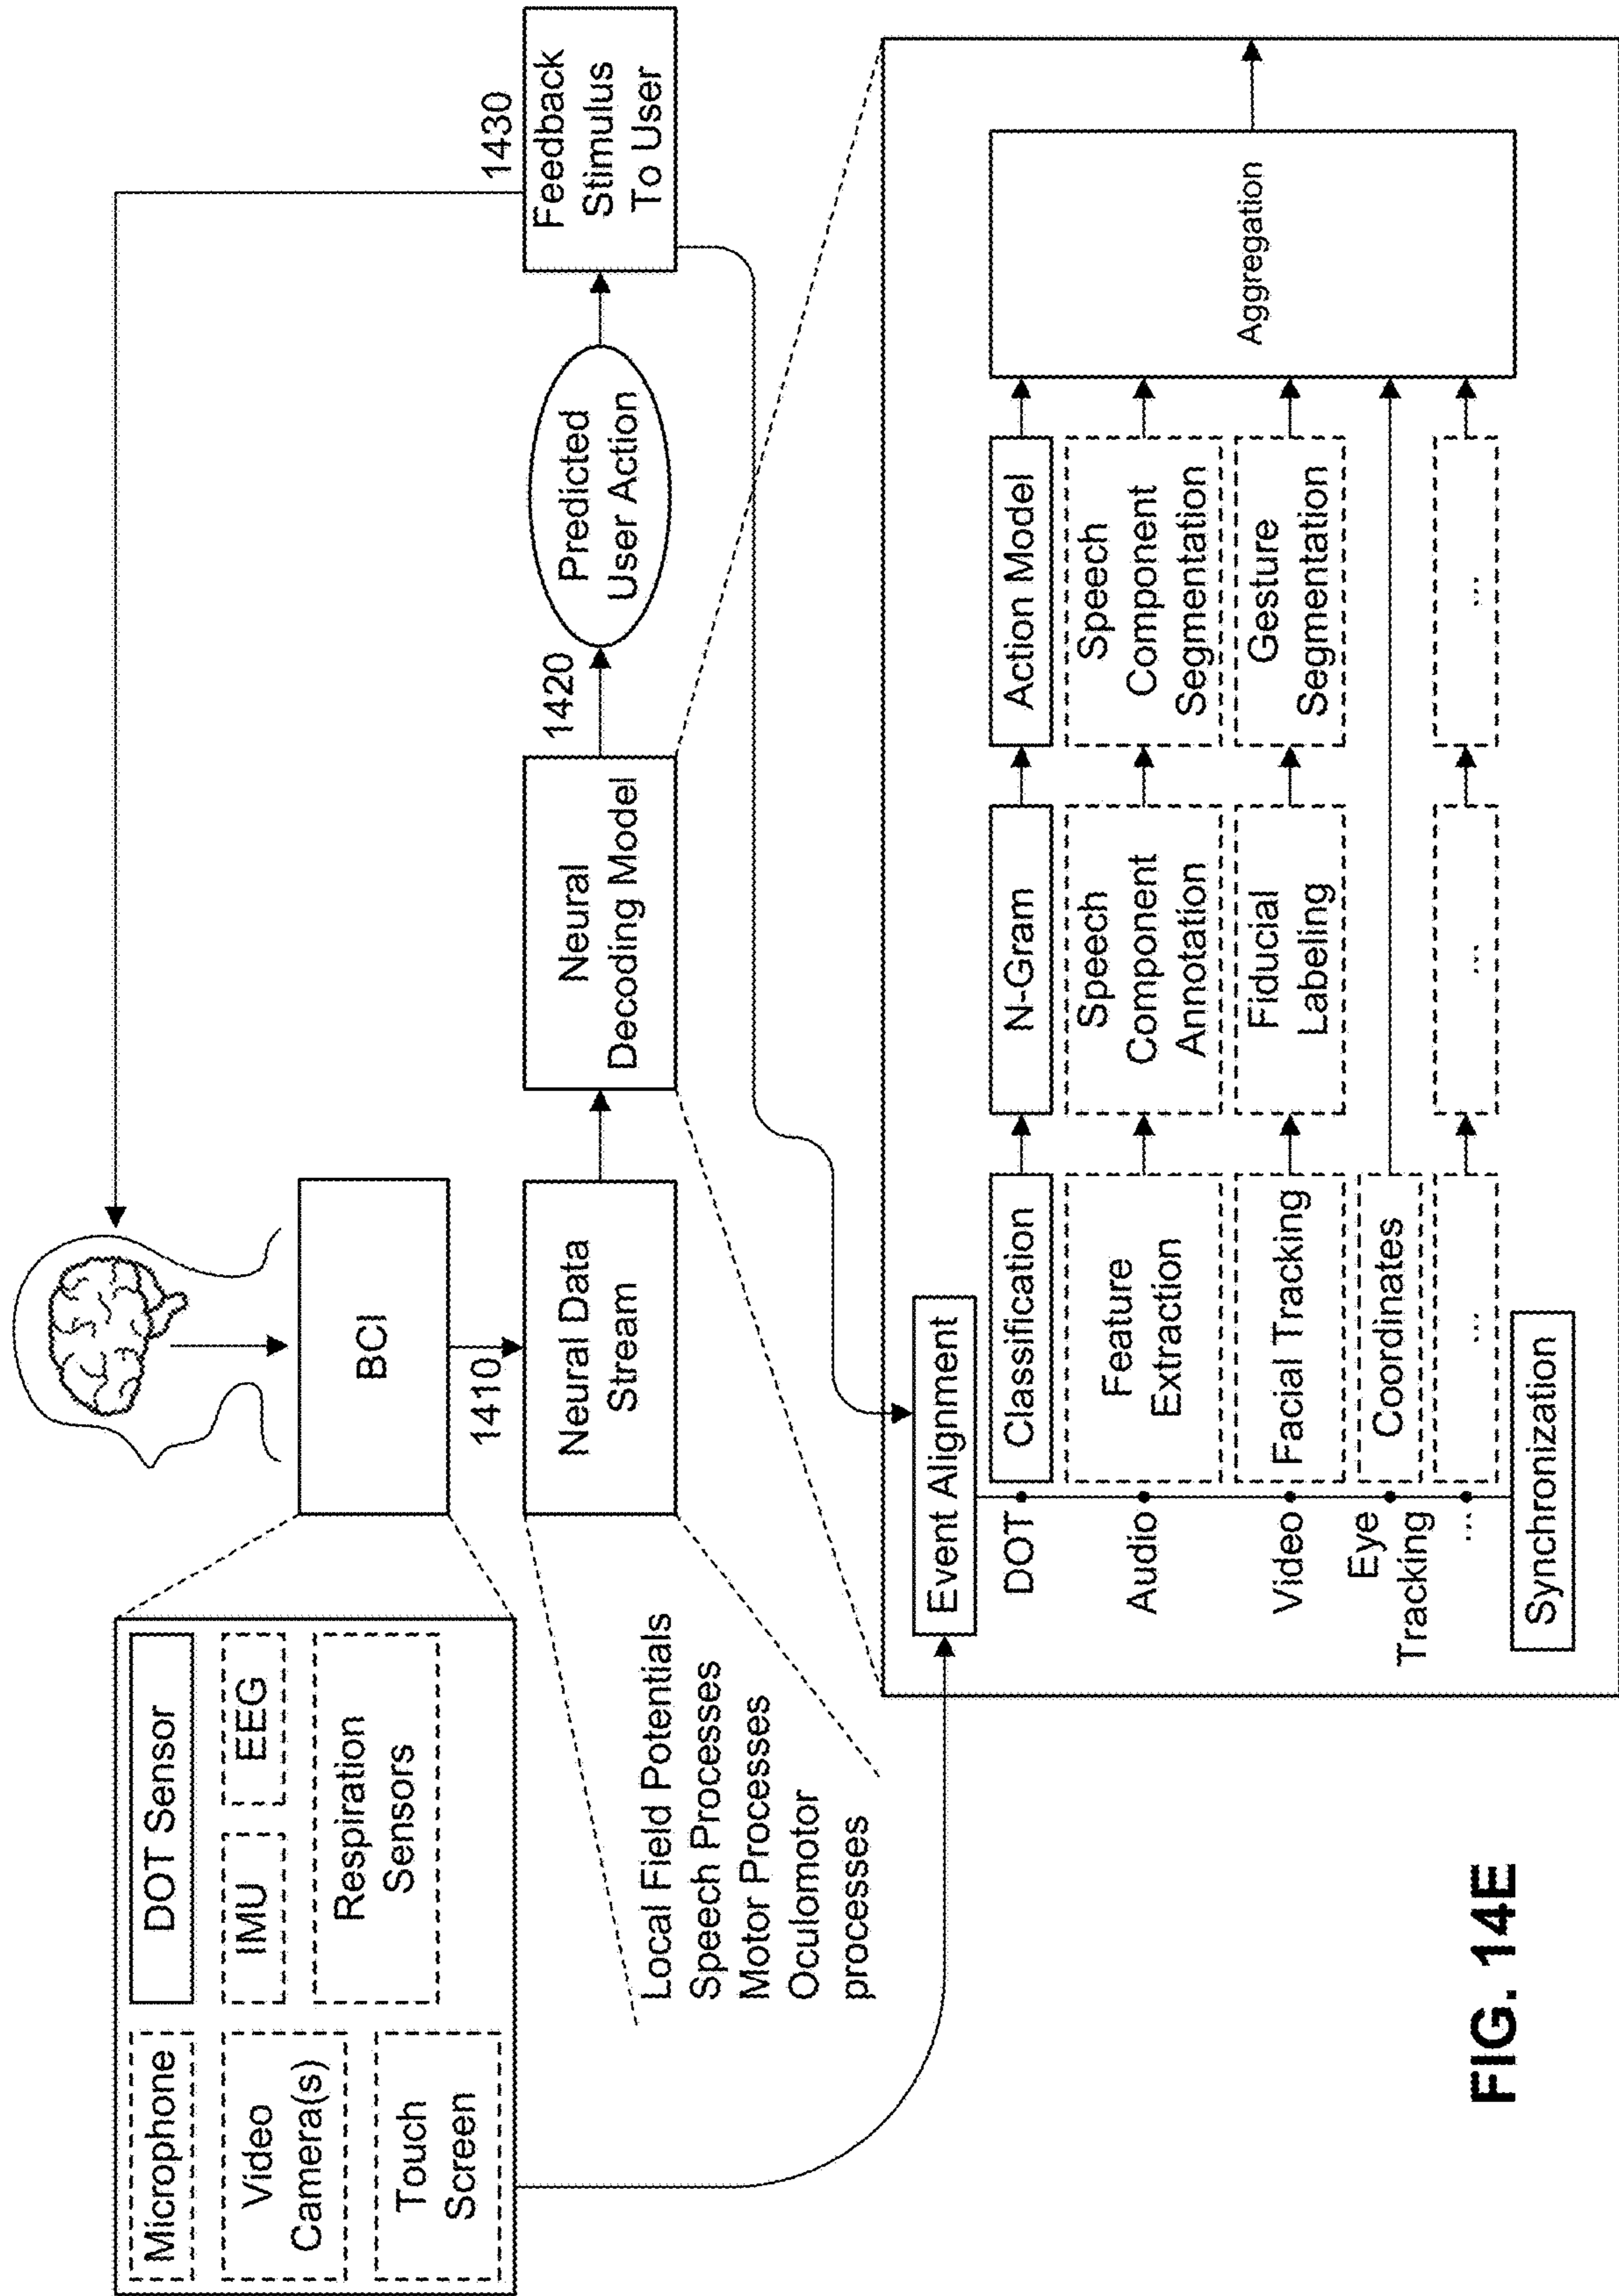 Microphone
DOT Sensor
Video
Camera(s)
IMU
EEG
Touch
Screen
Respiration
Sensors
BCI
1410
Neural Data
Stream
Local Field Potentials
Speech Processes
Motor Processes
Oculomotor
processes
Neural
Decoding Model
1420
Predicted
User Action
1430
Feedback
Stimulus
To User
Event Alignment
DOT
Classification
N-Gram
Action Model
Audio
Feature
Extraction
Speech
Component
Annotation
Speech
Component
Segmentation
Video
Facial Tracking
Fiducial
Labeling
Gesture
Segmentation
Eye
Tracking
Coordinates
...
...
...
...
Synchronization
Aggregation
FIG. 14E